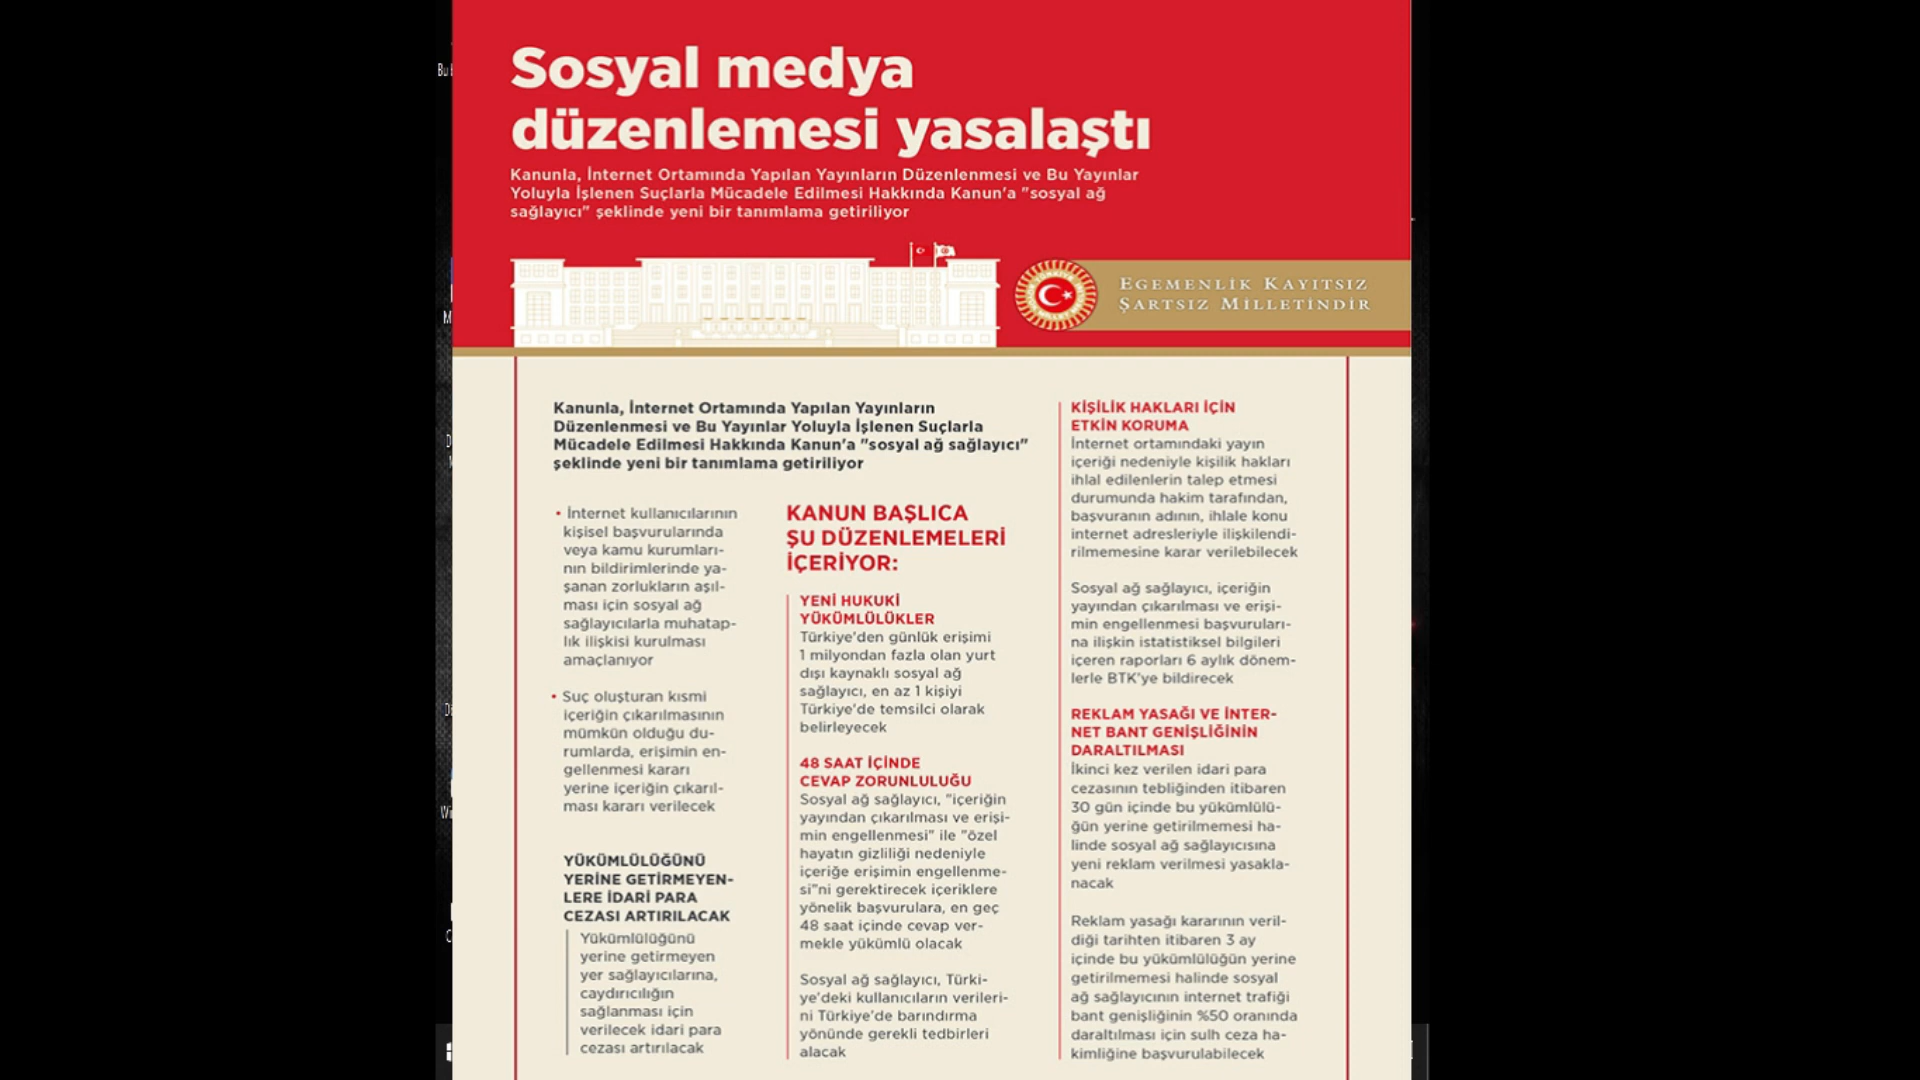 Sosyal medya
düzenlemesi yasalaştı
Kanunla, İnternet Ortamında Yapılan Yayınların Düzenlenmesi ve Bu Yayınlar
Yoluyla İşlenen Suçlarla Mücadele Edilmesi Hakkında Kanun'a "sosyal ağ
sağlayıcı" şeklinde yeni bir tanımlama getiriliyor
EGEMENLİK KAYITSIZ
ŞARTSIZ MİLLETİNDİR
Kanunla, İnternet Ortamında Yapılan Yayınların
Düzenlenmesi ve Bu Yayınlar Yoluyla İşlenen Suçlarla
Mücadele Edilmesi Hakkında Kanun'a "sosyal ağ sağlayıcı"
şeklinde yeni bir tanımlama getiriliyor
• İnternet kullanıcılarının
kişisel başvurularında
veya kamu kurumları-
nın bildirimlerinde ya-
şanan zorlukların aşıl-
ması için sosyal ağ
sağlayıcılarla muhatap-
lık ilişkisi kurulması
amaçlanıyor
• Suç oluşturan kısmi
içeriğin çıkarılmasının
mümkün olduğu du-
rumlarda, erişimin en-
gellenmesi kararı
yerine içeriğin çıkarıl-
ması kararı verilecek
YÜKÜMLÜLÜĞÜNÜ
YERİNE GETİRMEYEN-
LERE İDARİ PARA
CEZASI ARTIRILACAK
Yükümlülüğünü
yerine getirmeyen
yer sağlayıcılarına,
caydırıcılığın
sağlanması için
verilecek idari para
cezası artırılacak
KANUN BAŞLICA
ŞU DÜZENLEMELERİ
İÇERİYOR:
YENİ HUKUKİ
YÜKÜMLÜLÜKLER
Türkiye'den günlük erişimi
1 milyondan fazla olan yurt
dışı kaynaklı sosyal ağ
sağlayıcı, en az 1 kişiyi
Türkiye'de temsilci olarak
belirleyecek
48 SAAT İÇİNDE
CEVAP ZORUNLULUĞU
Sosyal ağ sağlayıcı, "içeriğin
yayından çıkarılması ve erişi-
min engellenmesi" ile "özel
hayatın gizliliği nedeniyle
içeriğe erişimin engellenme-
si"ni gerektirecek içeriklere
yönelik başvurulara, en geç
48 saat içinde cevap ver-
mekle yükümlü olacak
Sosyal ağ sağlayıcı, Türki-
ye'deki kullanıcıların verileri-
ni Türkiye'de barındırma
yönünde gerekli tedbirleri
alacak
KİŞİLİK HAKLARI İÇİN
ETKİN KORUMA
İnternet ortamındaki yayın
içeriği nedeniyle kişilik hakları
ihlal edilenlerin talep etmesi
durumunda hakim tarafından,
başvuranın adının, ihlale konu
internet adresleriyle ilişkilendi-
rilmemesine karar verilebilecek
Sosyal ağ sağlayıcı, içeriğin
yayından çıkarılması ve erişi-
min engellenmesi başvuruları-
na ilişkin istatistiksel bilgileri
içeren raporları 6 aylık dönem-
lerle BTK'ye bildirecek
REKLAM YASAĞI VE İNTER-
NET BANT GENİŞLİĞİNİN
DARALTILMASI
İkinci kez verilen idari para
cezasının tebliğinden itibaren
30 gün içinde bu yükümlülü-
ğün yerine getirilmemesi ha-
linde sosyal ağ sağlayıcısına
yeni reklam verilmesi yasakla-
nacak
Reklam yasağı kararının veril-
diği tarihten itibaren 3 ay
içinde bu yükümlülüğün yerine
getirilmemesi halinde sosyal
ağ sağlayıcının internet trafiği
bant genişliğinin %50 oranında
daraltılması için sulh ceza ha-
kimliğine başvurulabilecek